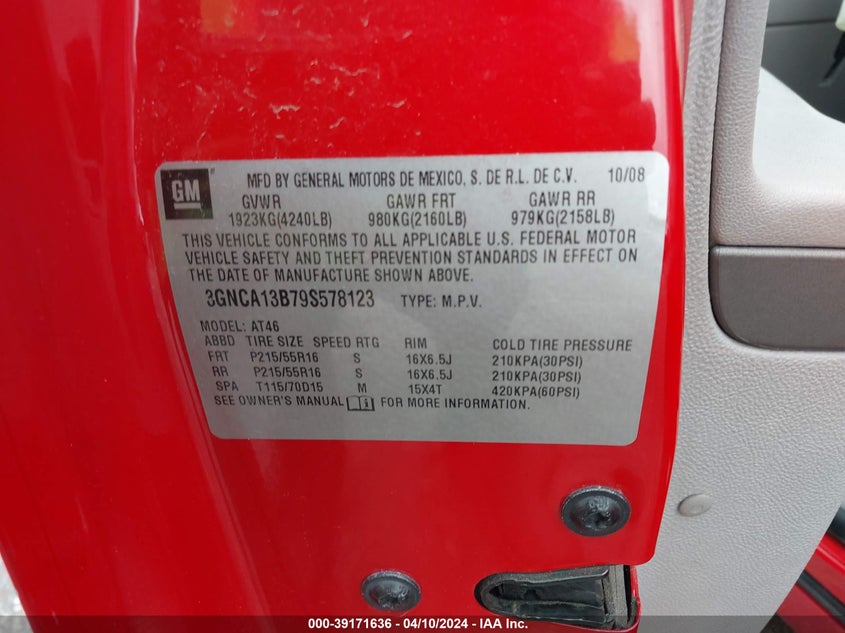 GM
MFD BY GENERAL MOTORS DE MEXICO, S. DE R.L. DE C.V. 10/08
GVWR GAWR FRT GAWR RR
1923KG(4240LB) 980KG(2160LB) 979KG(2158LB)
THIS VEHICLE CONFORMS TO ALL APPLICABLE U.S. FEDERAL MOTOR
VEHICLE SAFETY AND THEFT PREVENTION STANDARDS IN EFFECT ON
THE DATE OF MANUFACTURE SHOWN ABOVE.
3GNCA13B79S578123 TYPE: M.P.V.
MODEL: AT46
ABBD TIRE SIZE SPEED RTG RIM COLD TIRE PRESSURE
FRT P215/55R16 S 16X6.5J 210KPA(30PSI)
RR P215/55R16 S 16X6.5J 210KPA(30PSI)
SPA T115/70D15 M 15X4T 420KPA(60PSI)
SEE OWNER'S MANUAL FOR MORE INFORMATION.
000-39171636 - 04/10/2024 - IAA Inc.